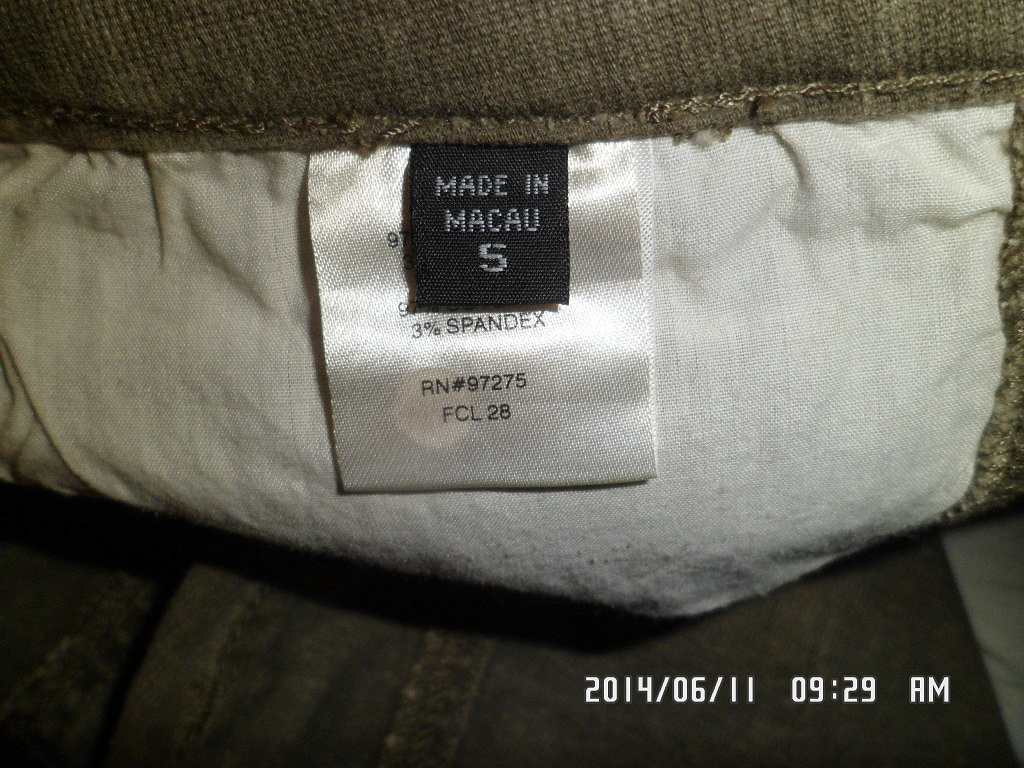 MADE IN
MACAU
S
3% SPANDEX
RN#97275
FCL 28
2014/06/11 09:29 AM